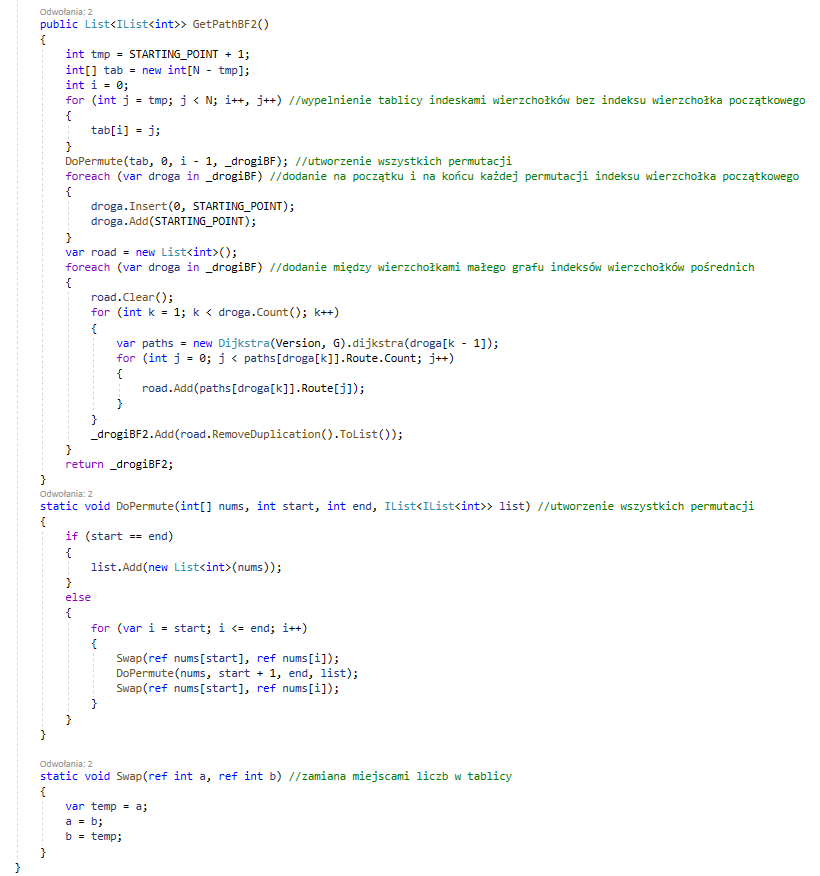 Odwołania: 2
public List<IList<int>> GetPathBF2()
{
int tmp = STARTING_POINT + 1;
int[] tab = new int[N - tmp];
int i = 0;
for (int j = tmp; j < N; i++, j++) //wypelnienie tablicy indeskami wierzchołków bez indeksu wierzchołka początkowego
{
tab[i] = j;
}
DoPermute(tab, 0, i - 1, _drogiBF); //utworzenie wszystkich permutacji
foreach (var droga in _drogiBF) //dodanie na początku i na końcu każdej permutacji indeksu wierzchołka początkowego
{
droga.Insert(0, STARTING_POINT);
droga.Add(STARTING_POINT);
}
var road = new List<int>();
foreach (var droga in _drogiBF) //dodanie między wierzchołkami małego grafu indeksów wierzchołków pośrednich
{
road.Clear();
for (int k = 1; k < droga.Count(); k++)
{
var paths = new Dijkstra(Version, G).dijkstra(droga[k - 1]);
for (int j = 0; j < paths[droga[k]].Route.Count; j++)
{
road.Add(paths[droga[k]].Route[j]);
}
}
_drogiBF2.Add(road.RemoveDuplication().ToList());
}
return _drogiBF2;
}
Odwołania: 2
static void DoPermute(int[] nums, int start, int end, IList<IList<int>> list) //utworzenie wszystkich permutacji
{
if (start == end)
{
list.Add(new List<int>(nums));
}
else
{
for (var i = start; i <= end; i++)
{
Swap(ref nums[start], ref nums[i]);
DoPermute(nums, start + 1, end, list);
Swap(ref nums[start], ref nums[i]);
}
}
}
Odwołania: 2
static void Swap(ref int a, ref int b) //zamiana miejscami liczb w tablicy
{
var temp = a;
a = b;
b = temp;
}
}